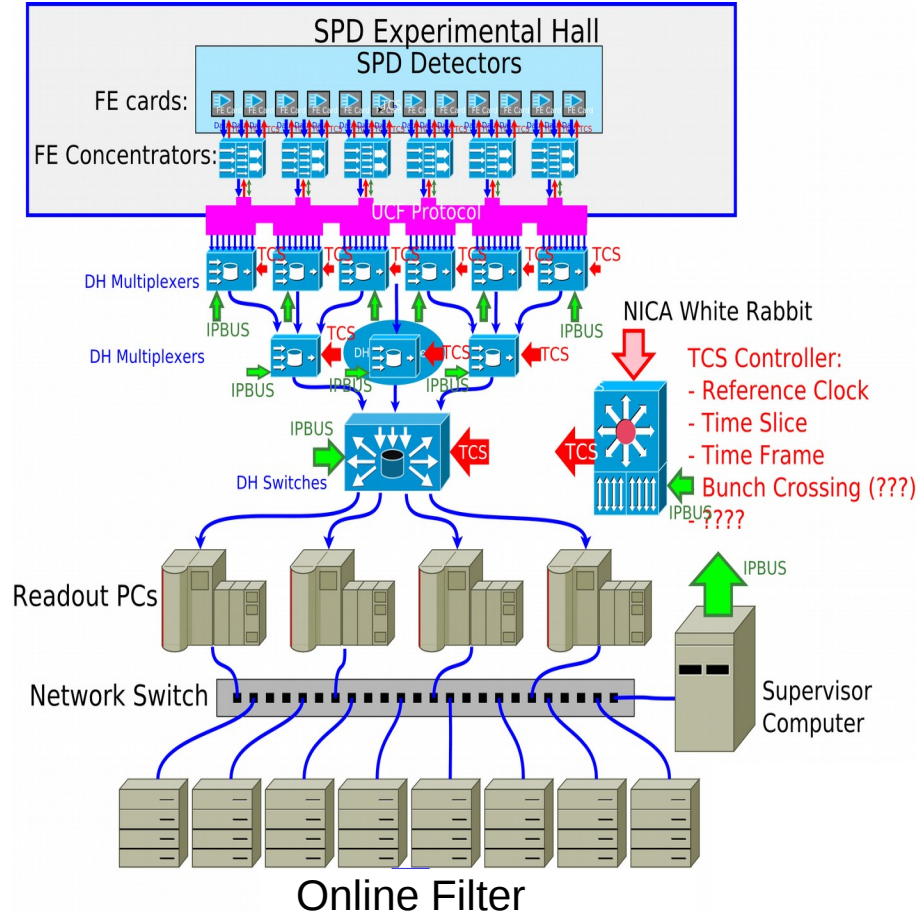 SPD Experimental Hall
SPD Detectors
FE cards:
TCS
FE Concentrators:
UCF Protocol
TCS TCS TCS TCS TCS TCS
DH Multiplexers
IPBUS
IPBUS
NICA White Rabbit
TCS
DH Multiplexers
DH
TCS
TCS
IPBUS
IPBUS
IPBUS
TCS Controller:
- Reference Clock
- Time Slice
- Time Frame
Bunch Crossing (???)
- ????
IPBUS
TCS
TCS
IPBUS
DH Switches
Readout PCs
IPBUS
Network Switch
Supervisor
Computer
Online Filter